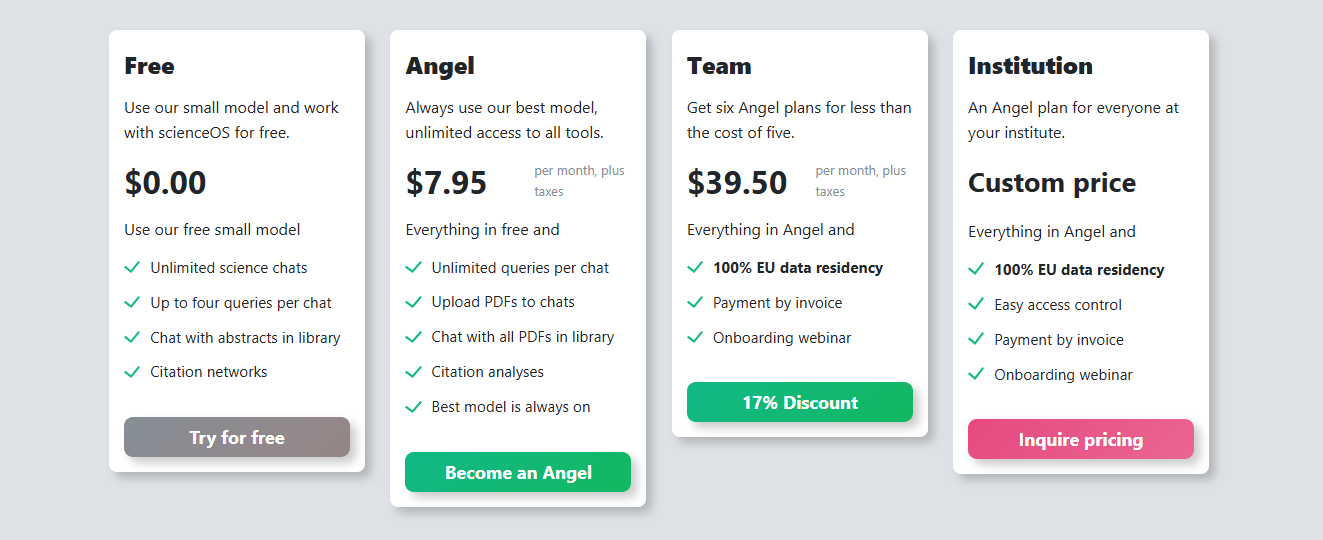 Free
Use our small model and work
with scienceOS for free.
$0.00
Use our free small model
Unlimited science chats
Up to four queries per chat
Chat with abstracts in library
Citation networks
Try for free
Angel
Always use our best model,
unlimited access to all tools.
$7.95
per month, plus
taxes
Everything in free and
Unlimited queries per chat
Upload PDFs to chats
Chat with all PDFs in library
Citation analyses
Best model is always on
Become an Angel
Team
Get six Angel plans for less than
the cost of five.
$39.50
per month, plus
taxes
Everything in Angel and
100% EU data residency
Payment by invoice
Onboarding webinar
17% Discount
Institution
An Angel plan for everyone at
your institute.
Custom price
Everything in Angel and
100% EU data residency
Easy access control
Payment by invoice
Onboarding webinar
Inquire pricing